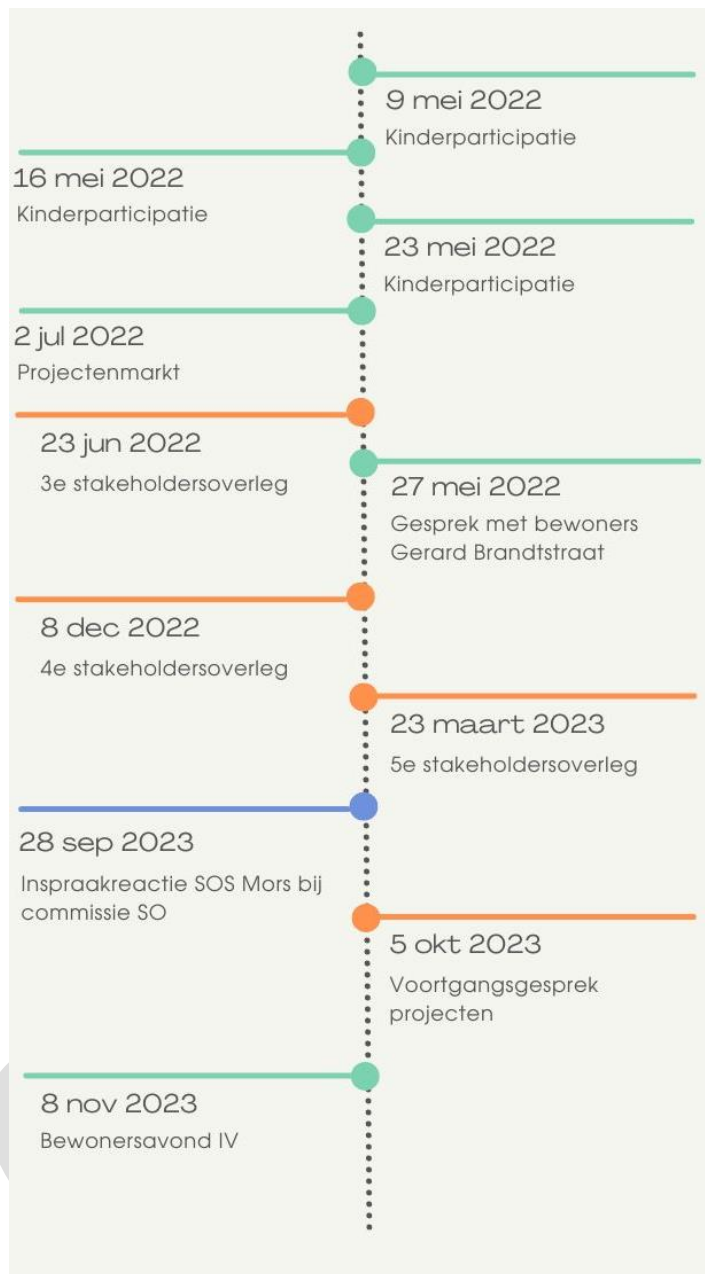 9 mei 2022
Kinderparticipatie
16 mei 2022
Kinderparticipatie
23 mei 2022
Kinderparticipatie
2 jul 2022
Projectenmarkt
23 jun 2022
3e stakeholdersoverleg
27 mei 2022
Gesprek met bewoners
Gerard Brandtstraat
8 dec 2022
4e stakeholdersoverleg
23 maart 2023
5e stakeholdersoverleg
28 sep 2023
Inspraakreactie SOS Mors bij
commissie SO
5 okt 2023
Voortgangsgesprek
projecten
8 nov 2023
Bewonersavond IV